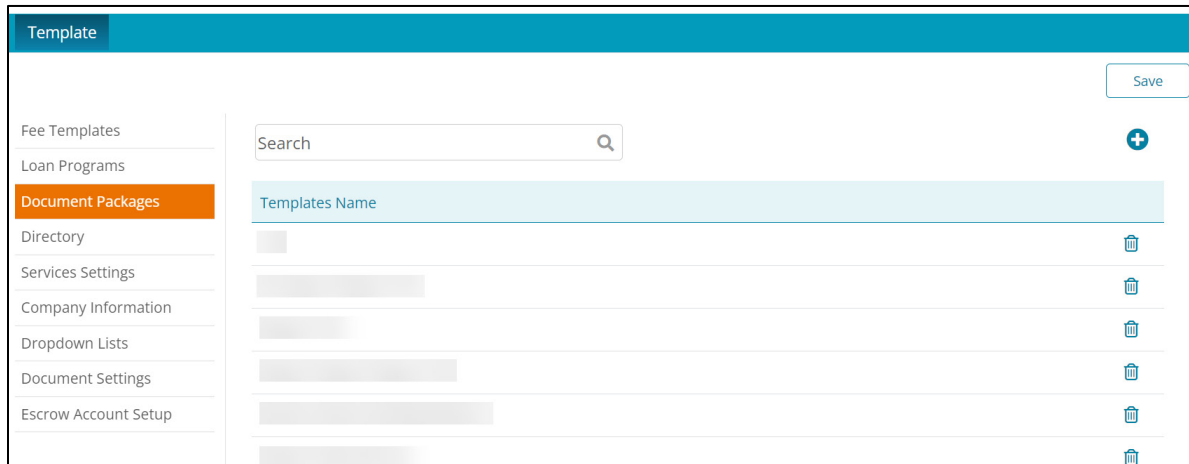 Template
Save
Fee Templates
Loan Programs
Document Packages
Directory
Services Settings
Company Information
Dropdown Lists
Document Settings
Escrow Account Setup
Search
Templates Name